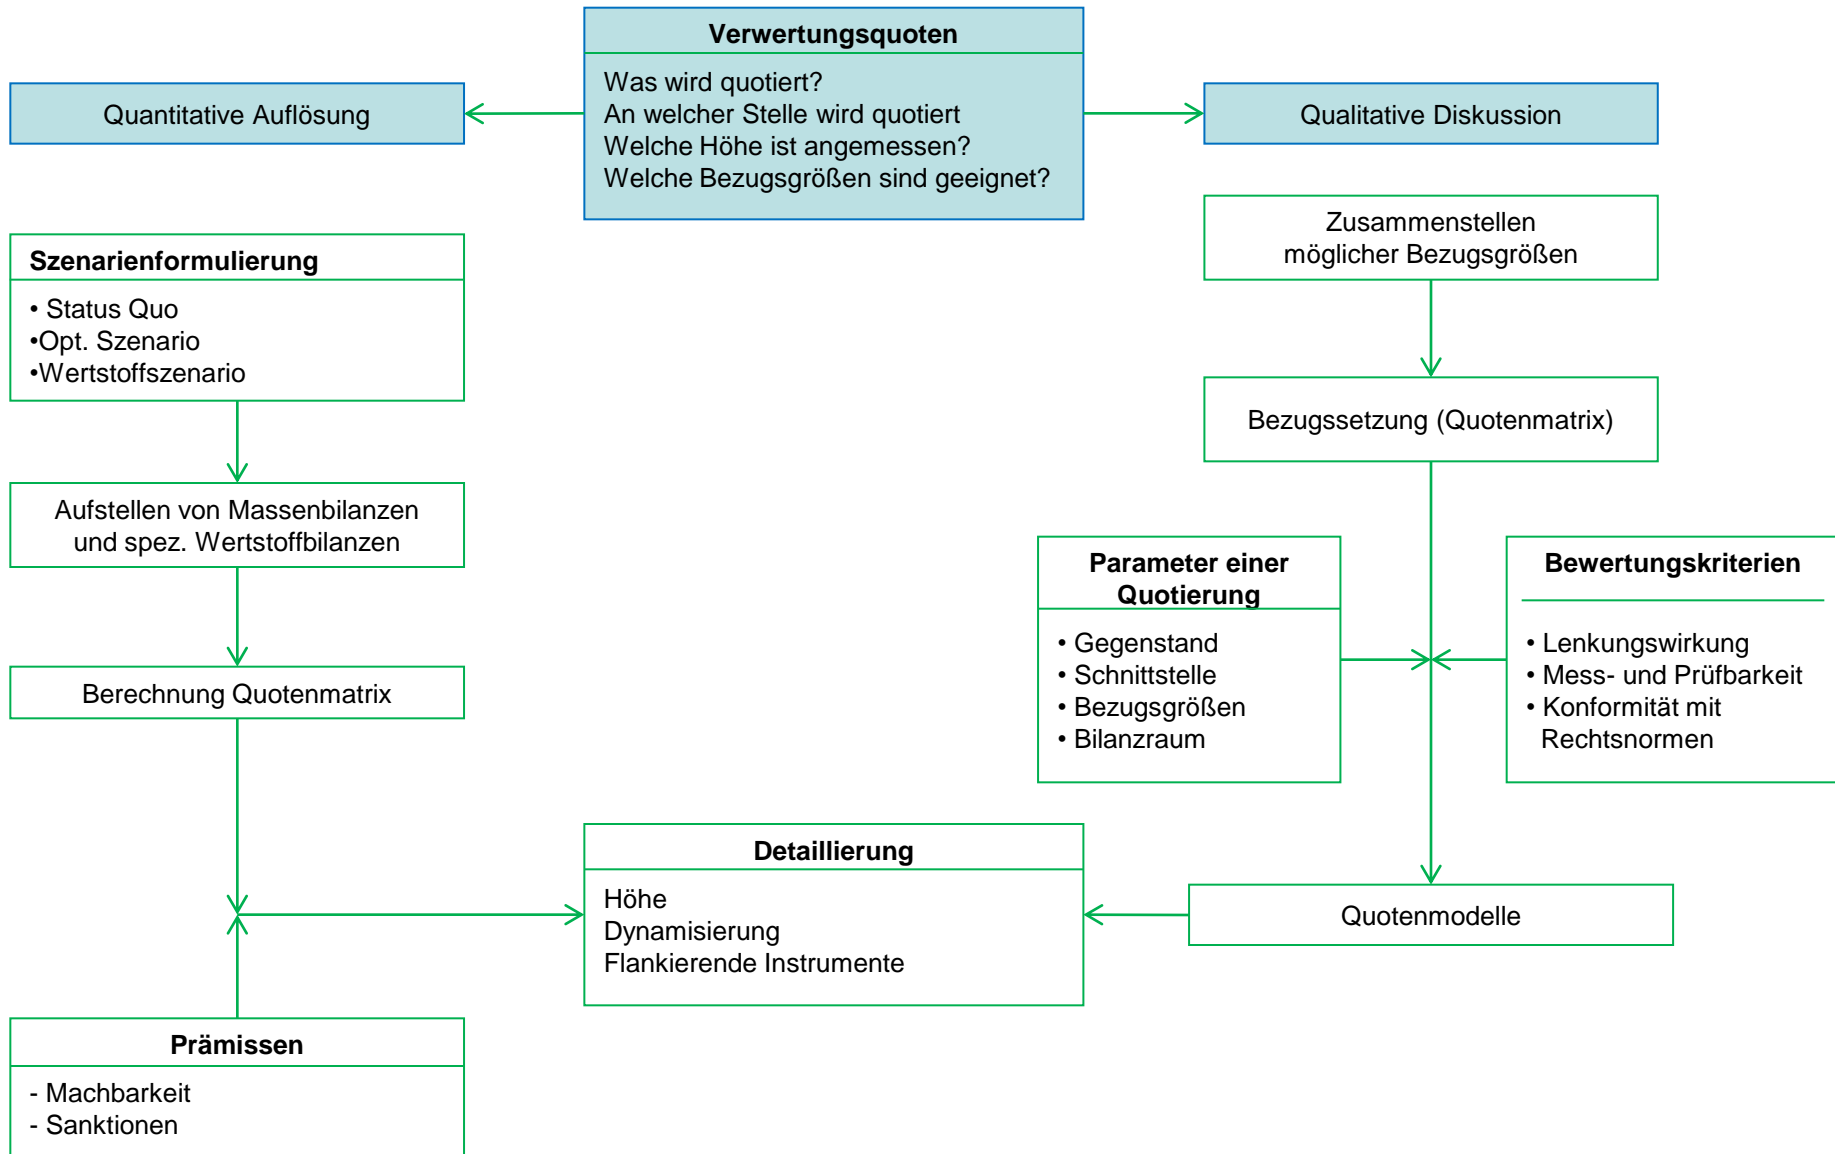 Verwertungsquoten
Was wird quotiert?
An welcher Stelle wird quotiert
Welche Höhe ist angemessen?
Welche Bezugsgrößen sind geeignet?
Quantitative Auflösung
Qualitative Diskussion
Szenarienformulierung
• Status Quo
•Opt. Szenario
•Wertstoffszenario
Aufstellen von Massenbilanzen
und spez. Wertstoffbilanzen
Berechnung Quotenmatrix
Prämissen
- Machbarkeit
- Sanktionen
Zusammenstellen
möglicher Bezugsgrößen
Bezugssetzung (Quotenmatrix)
Parameter einer
Quotierung
• Gegenstand
• Schnittstelle
• Bezugsgrößen
• Bilanzraum
Bewertungskriterien
• Lenkungswirkung
• Mess- und Prüfbarkeit
• Konformität mit
Rechtsnormen
Quotenmodelle
Detaillierung
Höhe
Dynamisierung
Flankierende Instrumente